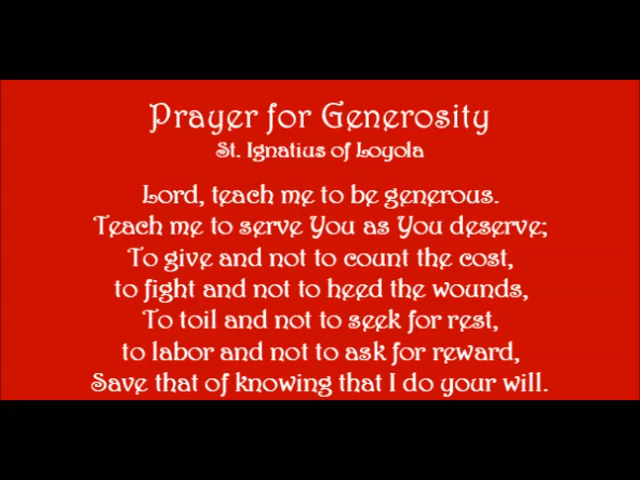 Prayer for Generosity
St. Ignatius of Loyola
Lord, teach me to be generous.
Teach me to serve You as You deserve;
To give and not to count the cost,
to fight and not to heed the wounds,
To toil and not to seek for rest,
to labor and not to ask for reward,
Save that of knowing that I do your will.